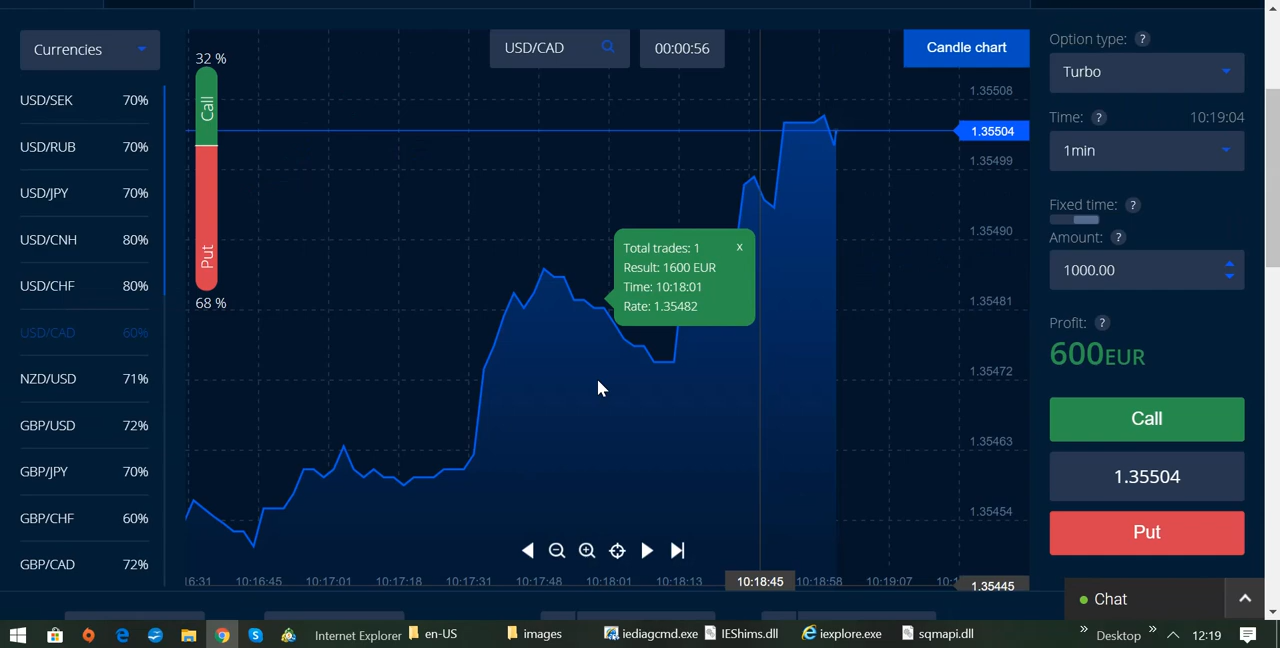 Currencies
USD/SEK 70%
USD/RUB 70%
USD/JPY 70%
USD/CNH 80%
USD/CHF 80%
USD/CAD 60%
NZD/USD 71%
GBP/USD 72%
GBP/JPY 70%
GBP/CHF 60%
GBP/CAD 72%
32 %
Call
Put
68 %
USD/CAD
00:00:56
Candle chart
1.35508
1.35504
1.35499
1.35490
1.35481
1.35472
1.35463
1.35454
1.35445
Total trades: 1 x
Result: 1600 EUR
Time: 10:18:01
Rate: 1.35482
:6:31 10:16:45 10:17:01 10:17:18 10:17:31 10:17:48 10:18:01 10:18:13 10:18:45 10:18:58 10:19:07
Option type: ?
Turbo
Time: ? 10:19:04
1min
Fixed time: ?
Amount: ?
1000.00
Profit: ?
600EUR
Call
1.35504
Put
Chat
Internet Explorer en-US images iediagcmd.exe IEShims.dll iexplore.exe sqmapi.dll » Desktop » 12:19